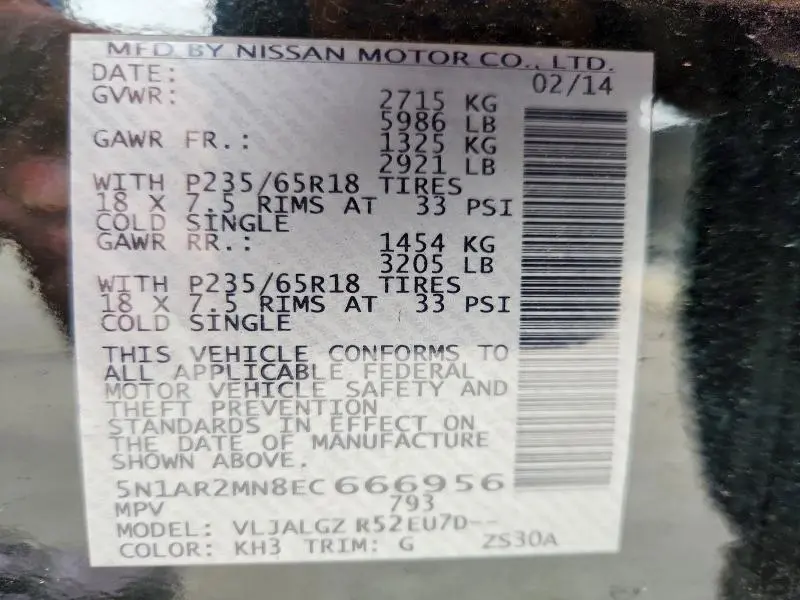 MFD BY NISSAN MOTOR CO., LTD.
DATE: 02/14
GVWR: 2715 KG
5986 LB
GAWR FR.: 1325 KG
2921 LB
WITH P235/65R18 TIRES
18 X 7.5 RIMS AT 33 PSI
COLD SINGLE
GAWR RR.: 1454 KG
3205 LB
WITH P235/65R18 TIRES
18 X 7.5 RIMS AT 33 PSI
COLD SINGLE
THIS VEHICLE CONFORMS TO
ALL APPLICABLE FEDERAL
MOTOR VEHICLE SAFETY AND
THEFT PREVENTION
STANDARDS IN EFFECT ON
THE DATE OF MANUFACTURE
SHOWN ABOVE.
5N1AR2MN8EC666956
MPV 793
MODEL: VLJALGZ R52EU7D--
COLOR: KH3 TRIM: G ZS30A